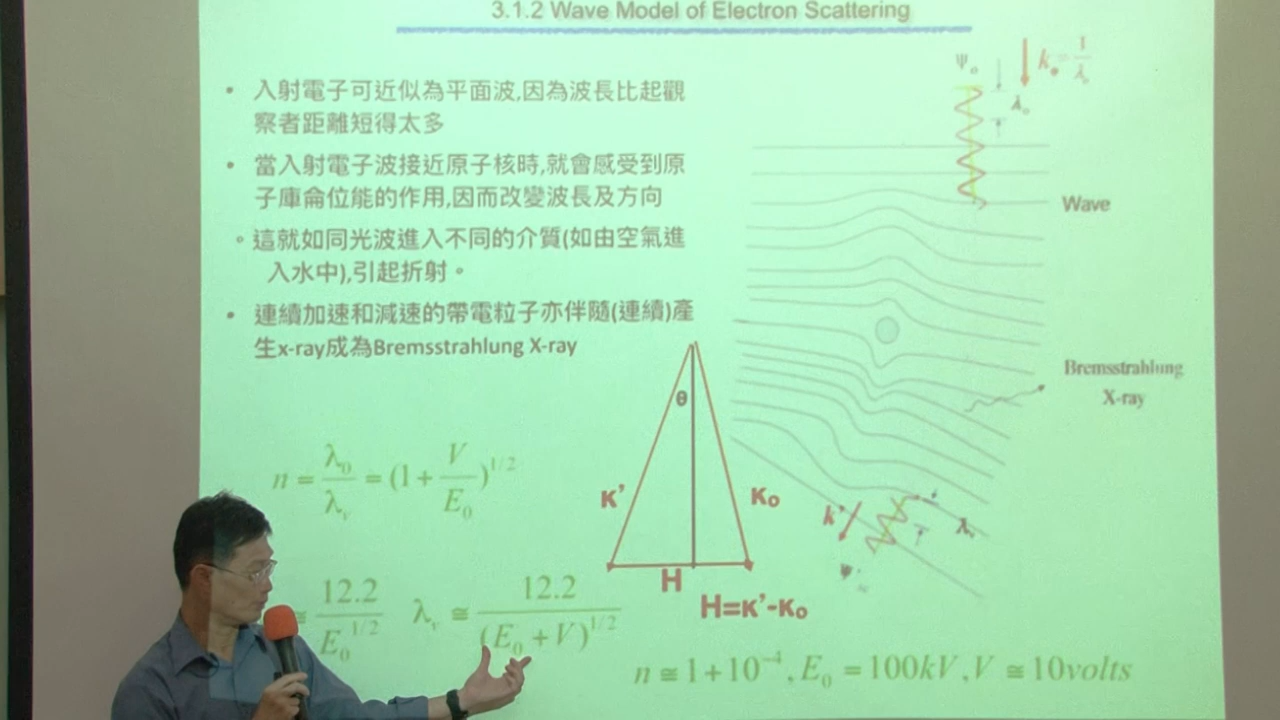 3.1.2 Wave Model of Electron Scattering
• 入射電子可近似為平面波,因為波長比起觀
察者距離短得太多
• 當入射電子波接近原子核時,就會感受到原
子庫侖位能的作用,因而改變波長及方向
。這就如同光波進入不同的介質(如由空氣進
入水中),引起折射。
• 連續加速和減速的帶電粒子亦伴隨(連續)產
生x-ray成為Bremsstrahlung X-ray
n = λ₀/λᵥ = (1 + V/E₀)^1/2
≅ 12.2/E₀^1/2 λᵥ ≅ 12.2/(E₀ + V)^1/2
θ
κ' κ₀
H
H=κ'-κ₀
n ≅ 1+10⁻⁴, E₀ = 100kV, V ≅ 10volts
Ψ₀
k₀ = 1/λ₀
λ₀
Wave
Bremsstrahlung
X-ray
k'
λᵥ
Ψ'